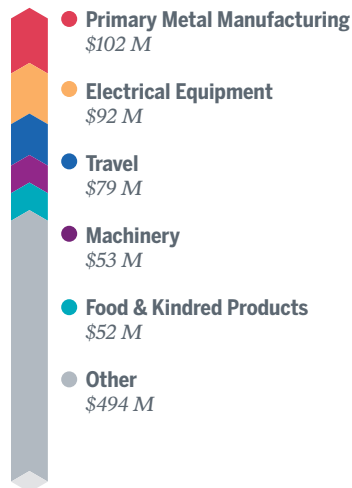 Primary Metal Manufacturing
$102 M
Electrical Equipment
$92 M
Travel
$79 M
Machinery
$53 M
Food & Kindred Products
$52 M
Other
$494 M